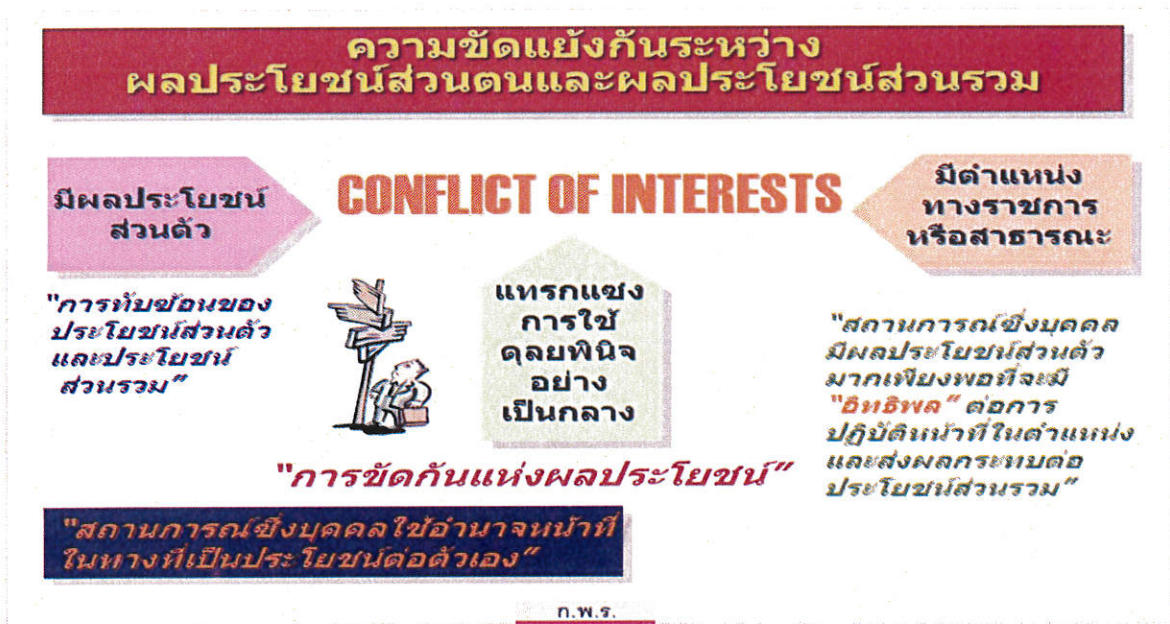 ความขัดแย้งกันระหว่าง
ผลประโยชน์ส่วนตนและผลประโยชน์ส่วนรวม
มีผลประโยชน์
ส่วนตัว
CONFLICT OF INTERESTS
มีตำแหน่ง
ทางราชการ
หรือสาธารณะ
"การทับซ้อนของ
ประโยชน์ส่วนตัว
และประโยชน์
ส่วนรวม"
แทรกแซง
การใช้
ดุลยพินิจ
อย่าง
เป็นกลาง
"สถานการณ์ซึ่งบุคคล
มีผลประโยชน์ส่วนตัว
มากเพียงพอที่จะมี
"อิทธิพล" ต่อการ
ปฏิบัติหน้าที่ในตำแหน่ง
และส่งผลกระทบต่อ
ประโยชน์ส่วนรวม"
"การขัดกันแห่งผลประโยชน์"
"สถานการณ์ซึ่งบุคคลใช้อำนาจหน้าที่
ในทางที่เป็นประโยชน์ต่อตัวเอง"
ก.พ.ร.